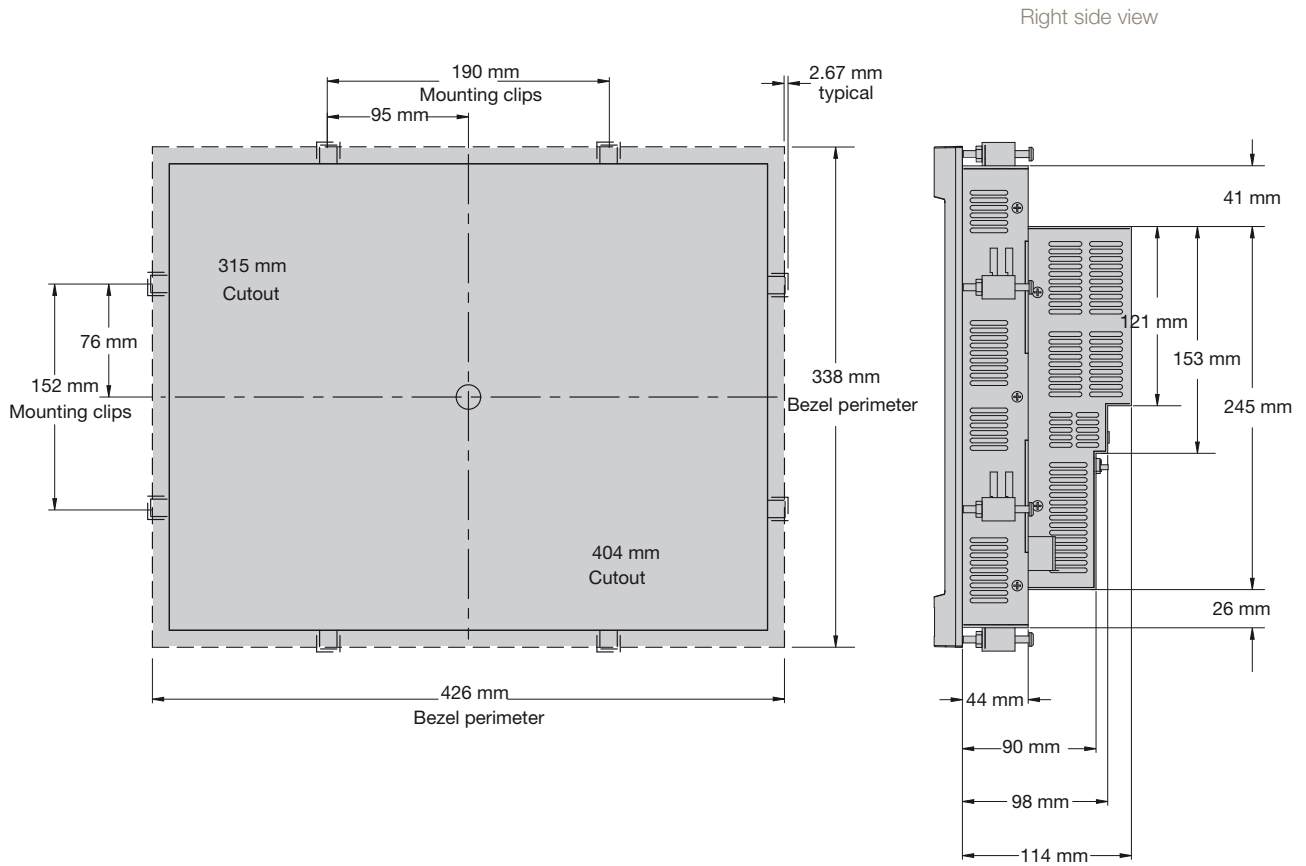 Right side view
190 mm
Mounting clips
2.67 mm
typical
95 mm
41 mm
315 mm
Cutout
76 mm
121 mm
153 mm
152 mm
Mounting clips
338 mm
Bezel perimeter
245 mm
404 mm
Cutout
26 mm
426 mm
Bezel perimeter
44 mm
90 mm
98 mm
114 mm